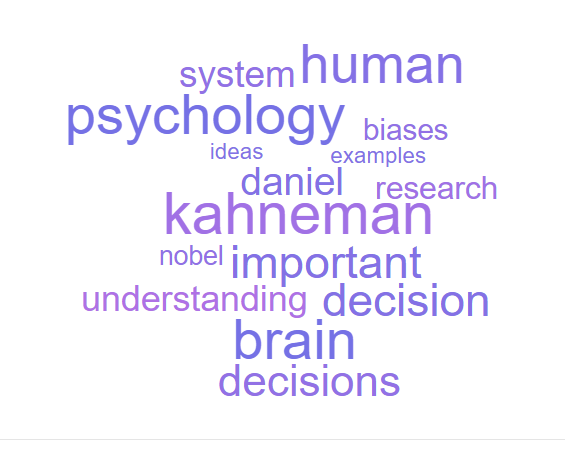 system human
psychology biases
ideas examples
daniel research
kahneman
nobel important
understanding decision
brain
decisions